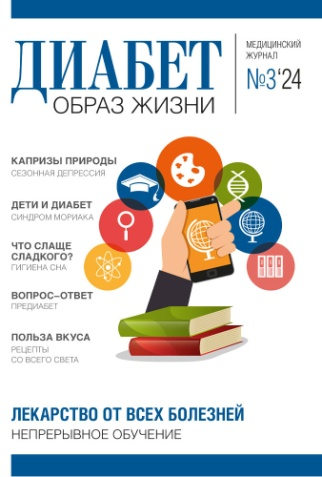 ДИАБЕТ
ОБРАЗ ЖИЗНИ
МЕДИЦИНСКИЙ
ЖУРНАЛ
№3‘24
КАПРИЗЫ ПРИРОДЫ
СЕЗОННАЯ ДЕПРЕССИЯ
ДЕТИ И ДИАБЕТ
СИНДРОМ МОРИАКА
ЧТО СЛАЩЕ
СЛАДКОГО?
ГИГИЕНА СНА
ВОПРОС–ОТВЕТ
ПРЕДИАБЕТ
ПОЛЬЗА ВКУСА
РЕЦЕПТЫ
СО ВСЕГО СВЕТА
ЛЕКАРСТВО ОТ ВСЕХ БОЛЕЗНЕЙ
НЕПРЕРЫВНОЕ ОБУЧЕНИЕ